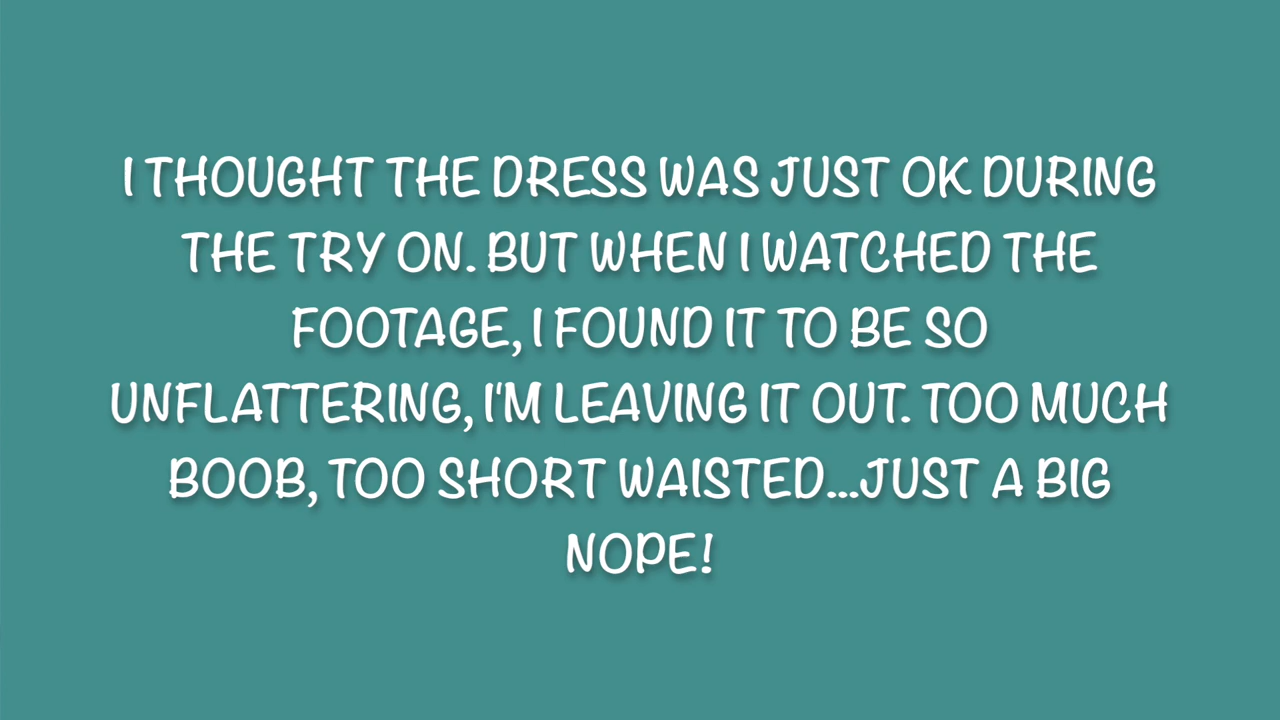 I THOUGHT THE DRESS WAS JUST OK DURING
THE TRY ON. BUT WHEN I WATCHED THE
FOOTAGE, I FOUND IT TO BE SO
UNFLATTERING, I'M LEAVING IT OUT. TOO MUCH
BOOB, TOO SHORT WAISTED...JUST A BIG
NOPE!